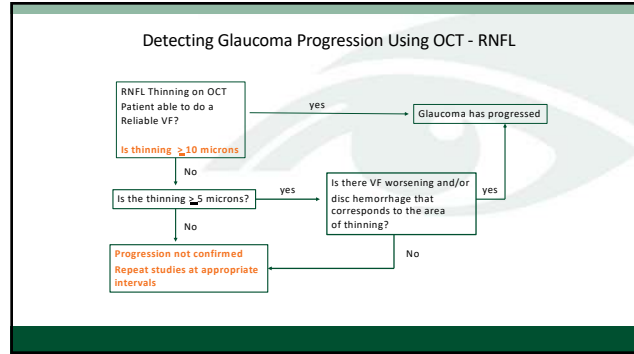 Detecting Glaucoma Progression Using OCT - RNFL
RNFL Thinning on OCT
Patient able to do a
Reliable VF?
Is thinning ≥ 10 microns
yes
Glaucoma has progressed
No
Is the thinning ≥ 5 microns?
yes
Is there VF worsening and/or
disc hemorrhage that
corresponds to the area
of thinning?
yes
No
No
Progression not confirmed
Repeat studies at appropriate
intervals